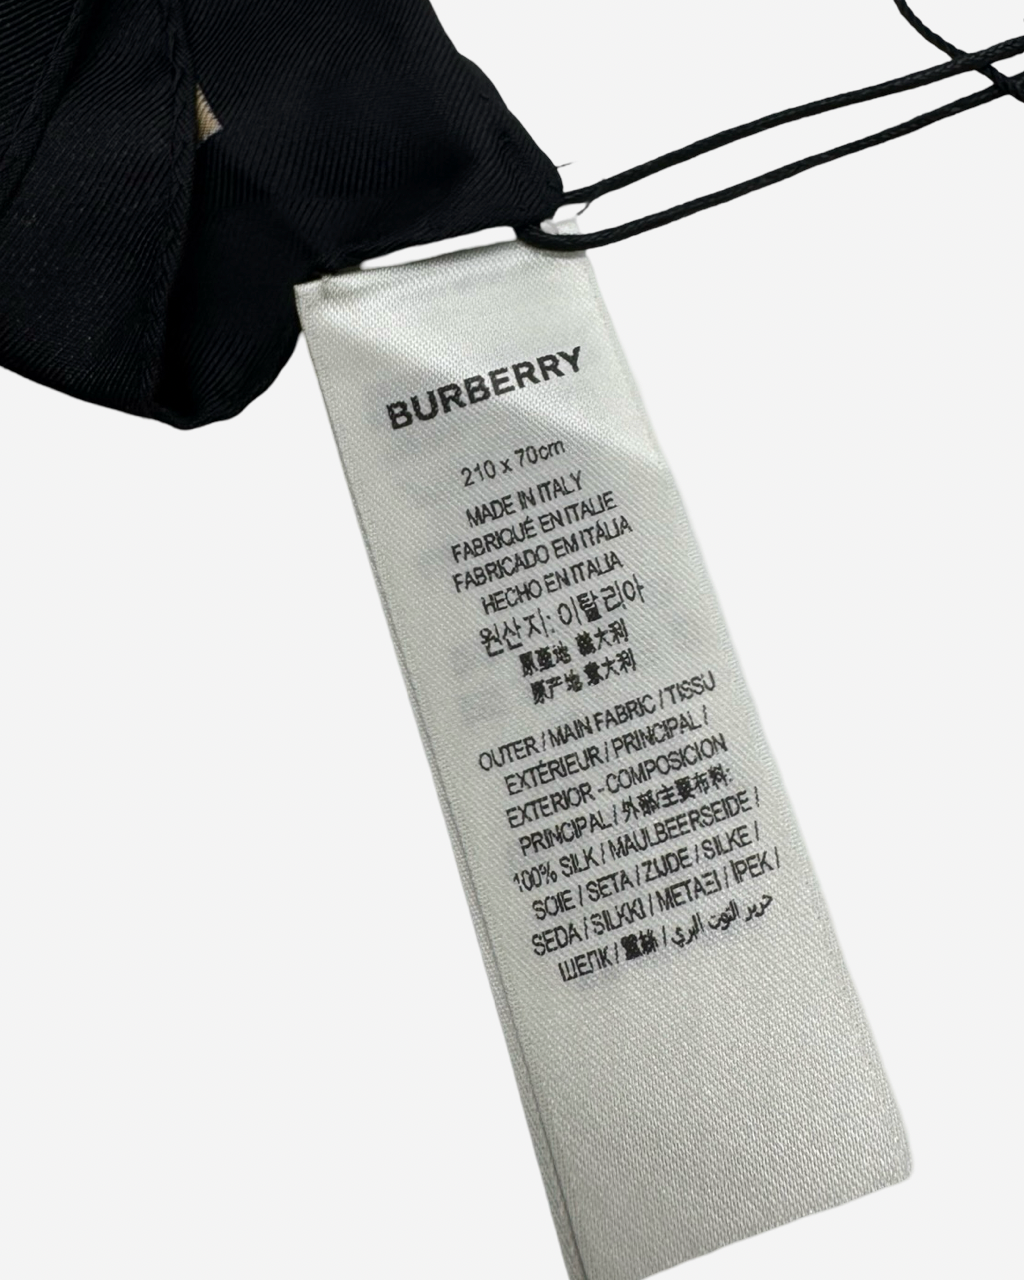 BURBERRY
210 x 70cm
MADE IN ITALY
FABRIQUÉ EN ITALIE
FABRICADO EM ITÁLIA
HECHO EN ITALIA
원산지: 이탈리아
原產地 義大利
原产地 意大利
OUTER / MAIN FABRIC / TISSU
EXTÉRIEUR / PRINCIPAL /
EXTERIOR - COMPOSICION
PRINCIPAL / 外部/主要布料:
100% SILK / MAULBEERSEIDE /
SOIE / SETA / ZIJDE / SILKE /
SEDA / SILKKI / ΜΕΤΑΞΙ / İPEK /
ШЕЛК / 蠶絲 / حرير التوت البري